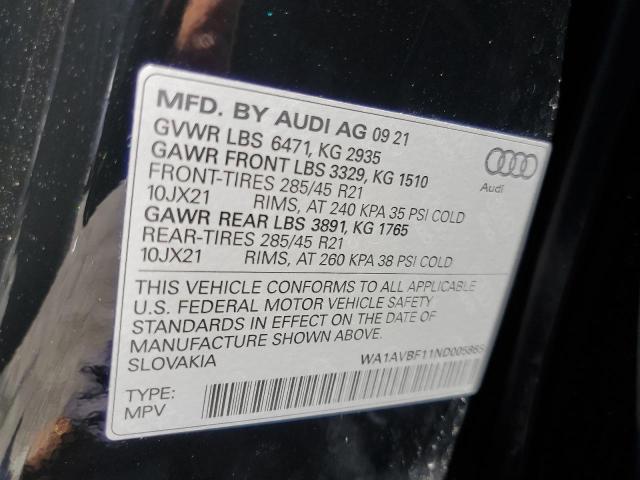 MFD. BY AUDI AG 09 21
GVWR LBS 6471, KG 2935
GAWR FRONT LBS 3329, KG 1510
FRONT-TIRES 285/45 R21
10JX21 RIMS, AT 240 KPA 35 PSI COLD
GAWR REAR LBS 3891, KG 1765
REAR-TIRES 285/45 R21
10JX21 RIMS, AT 260 KPA 38 PSI COLD
Audi
THIS VEHICLE CONFORMS TO ALL APPLICABLE
U.S. FEDERAL MOTOR VEHICLE SAFETY
STANDARDS IN EFFECT ON THE DATE OF
MANUFACTURE SHOWN ABOVE.
SLOVAKIA
WA1AVBF11ND005865
TYPE:
MPV